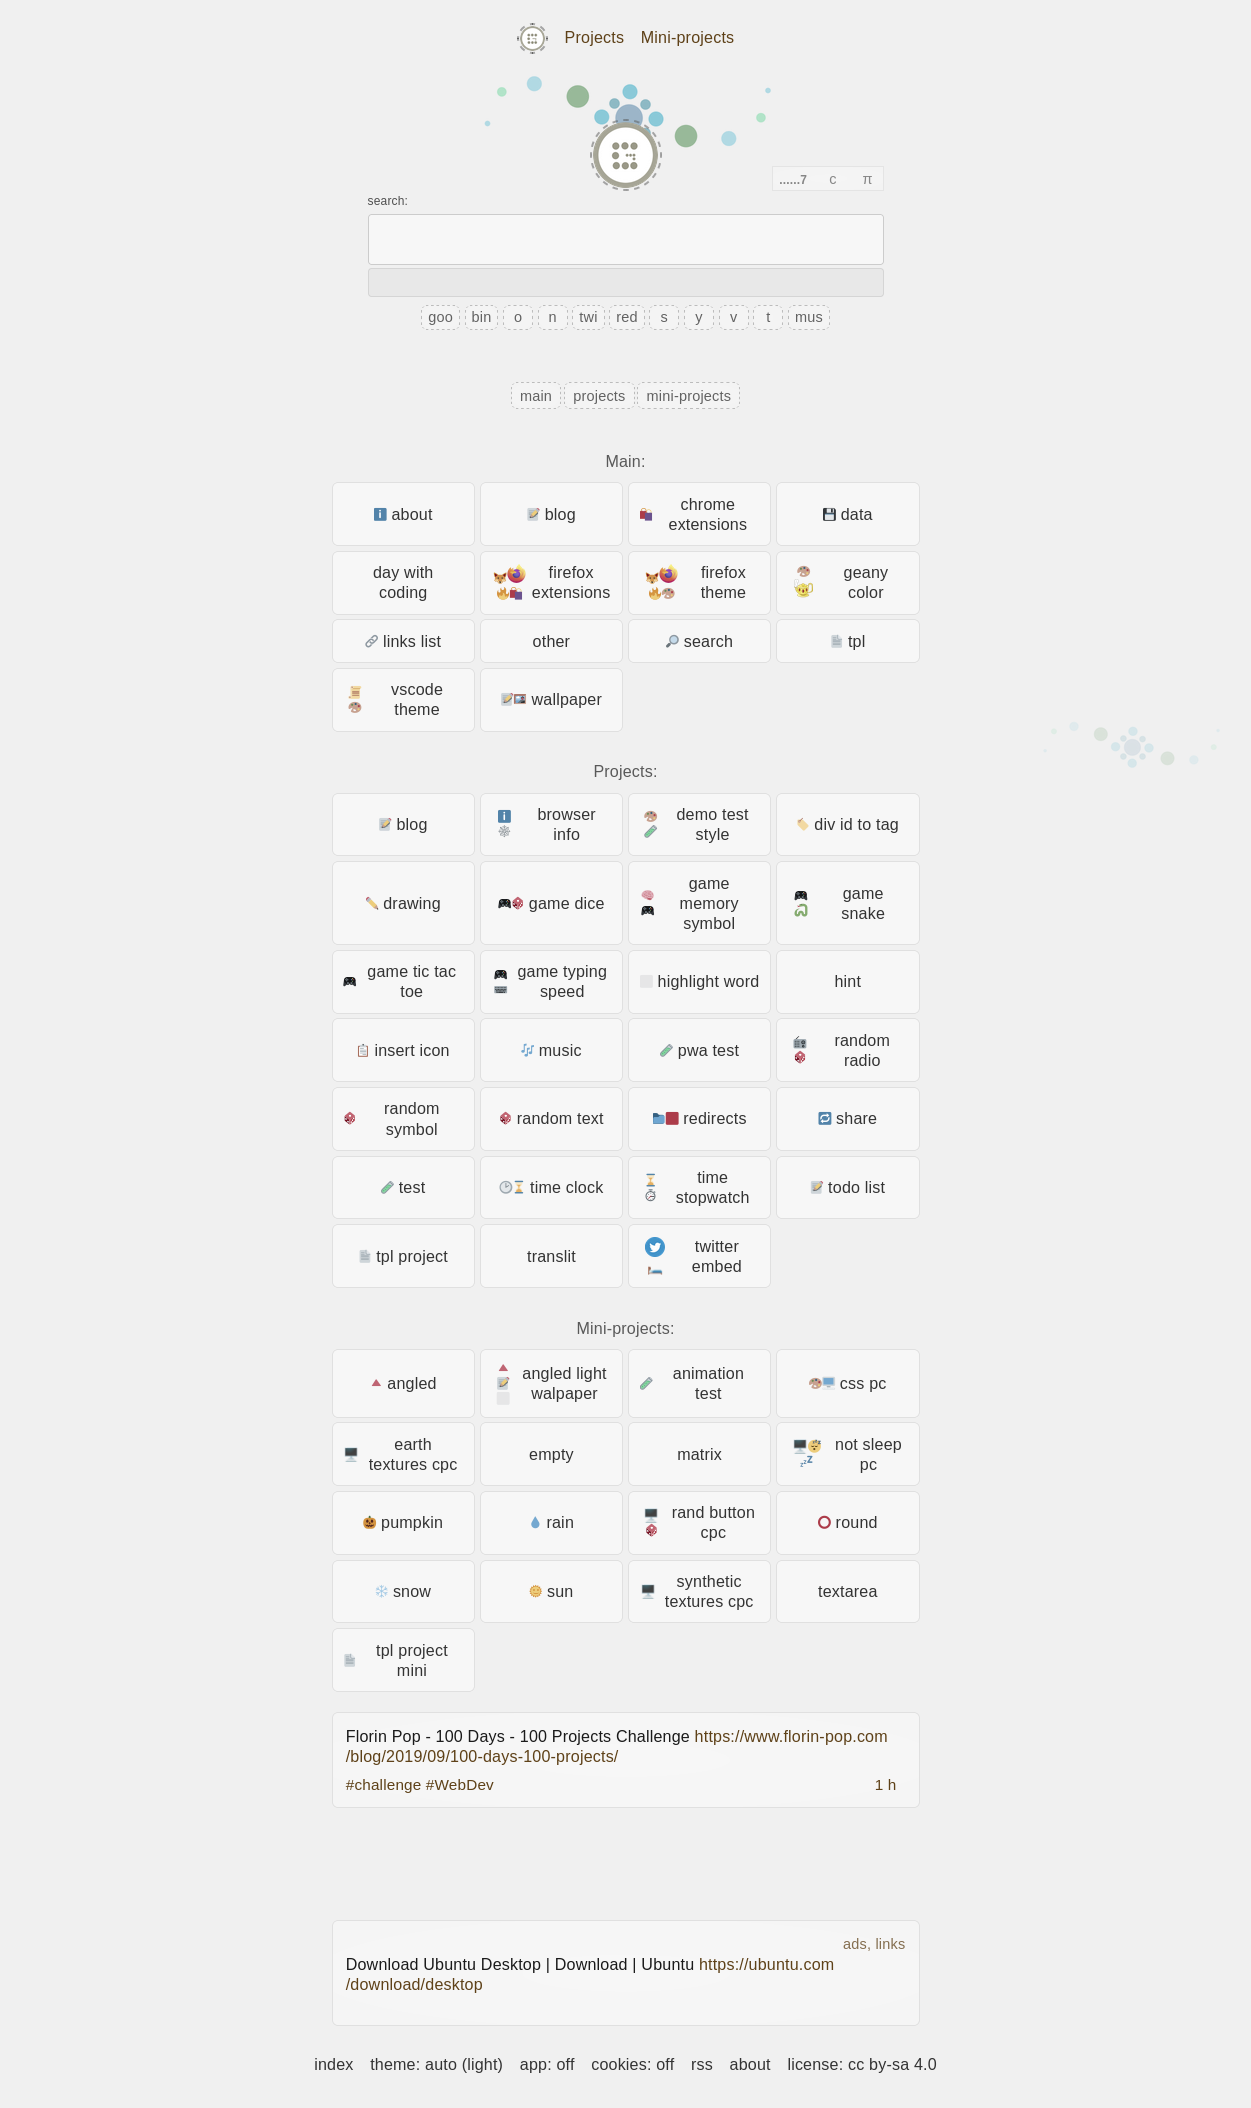 Projects Mini-projects
......7 c π
search:
goo bin o n twi red s y v t mus
main projects mini-projects
Main:
about
blog
chrome
extensions
data
day with
coding
firefox
extensions
firefox
theme
geany
color
links list
other
search
tpl
vscode
theme
wallpaper
Projects:
blog
browser
info
demo test
style
div id to tag
drawing
game dice
game
memory
symbol
game
snake
game tic tac
toe
game typing
speed
highlight word
hint
insert icon
music
pwa test
random
radio
random
symbol
random text
redirects
share
test
time clock
time
stopwatch
todo list
tpl project
translit
twitter
embed
Mini-projects:
angled
angled light
walpaper
animation
test
css pc
earth
textures cpc
empty
matrix
not sleep
pc
pumpkin
rain
rand button
cpc
round
snow
sun
synthetic
textures cpc
textarea
tpl project
mini
Florin Pop - 100 Days - 100 Projects Challenge https://www.florin-pop.com
/blog/2019/09/100-days-100-projects/
#challenge #WebDev 1 h
ads, links
Download Ubuntu Desktop | Download | Ubuntu https://ubuntu.com
/download/desktop
index theme: auto (light) app: off cookies: off rss about license: cc by-sa 4.0